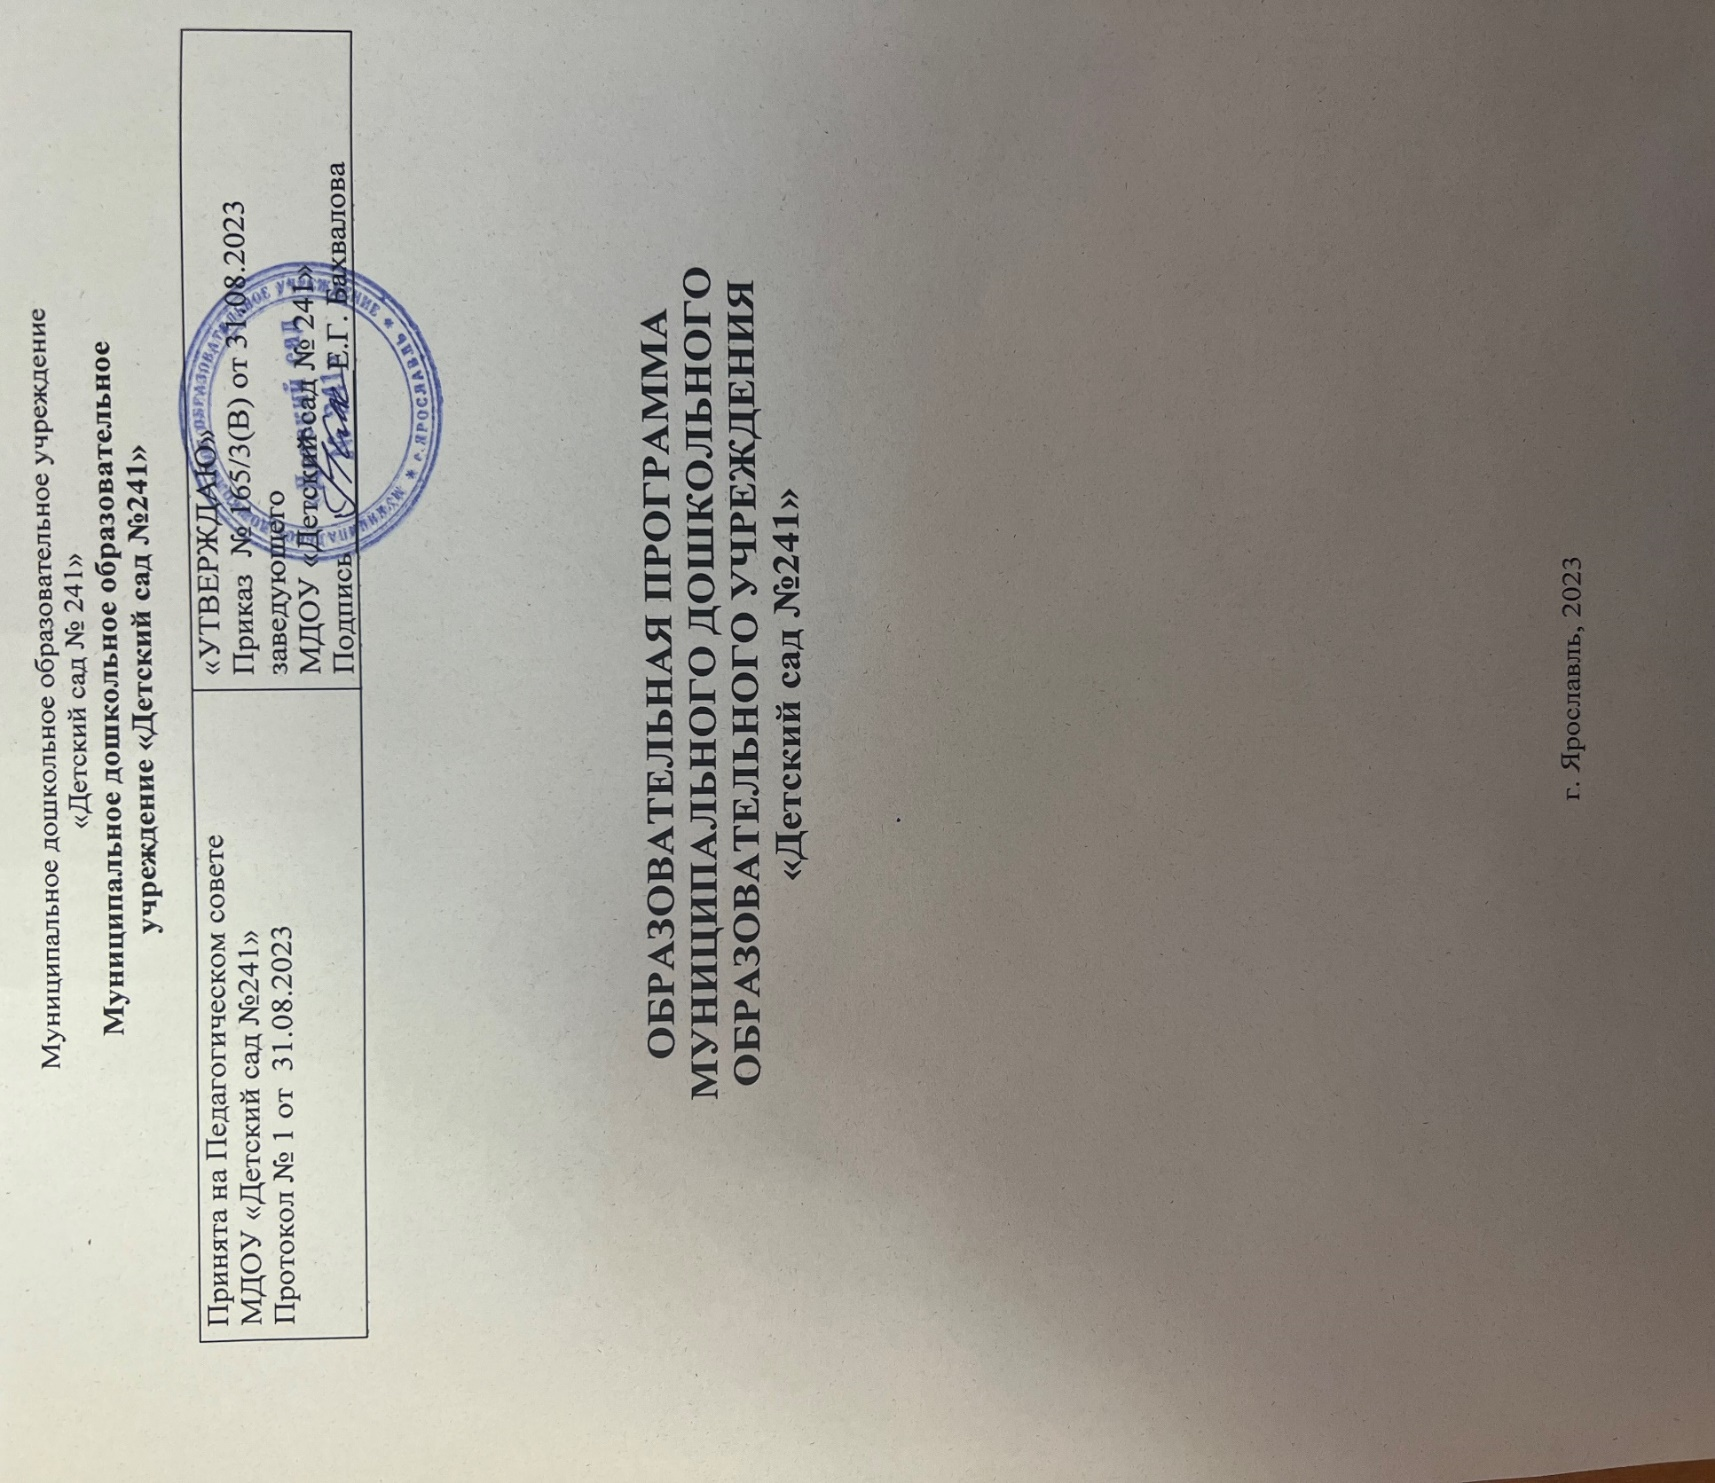 Муниципальное дошкольное образовательное учреждение
«Детский сад № 241»
Муниципальное дошкольное образовательное
учреждение «Детский сад №241»
Принята на Педагогическом совете
МДОУ «Детский сад №241»
Протокол № 1 от 31.08.2023
«УТВЕРЖДАЮ»
Приказ № 165/3(В) от 31.08.2023
заведующего
МДОУ «Детский сад № 241»
Подпись Е.Г. Бахвалова
г. ЯРОСЛАВЛЬ
ОБРАЗОВАТЕЛЬНАЯ ПРОГРАММА
МУНИЦИПАЛЬНОГО ДОШКОЛЬНОГО
ОБРАЗОВАТЕЛЬНОГО УЧРЕЖДЕНИЯ
«Детский сад №241»
г. Ярославль, 2023